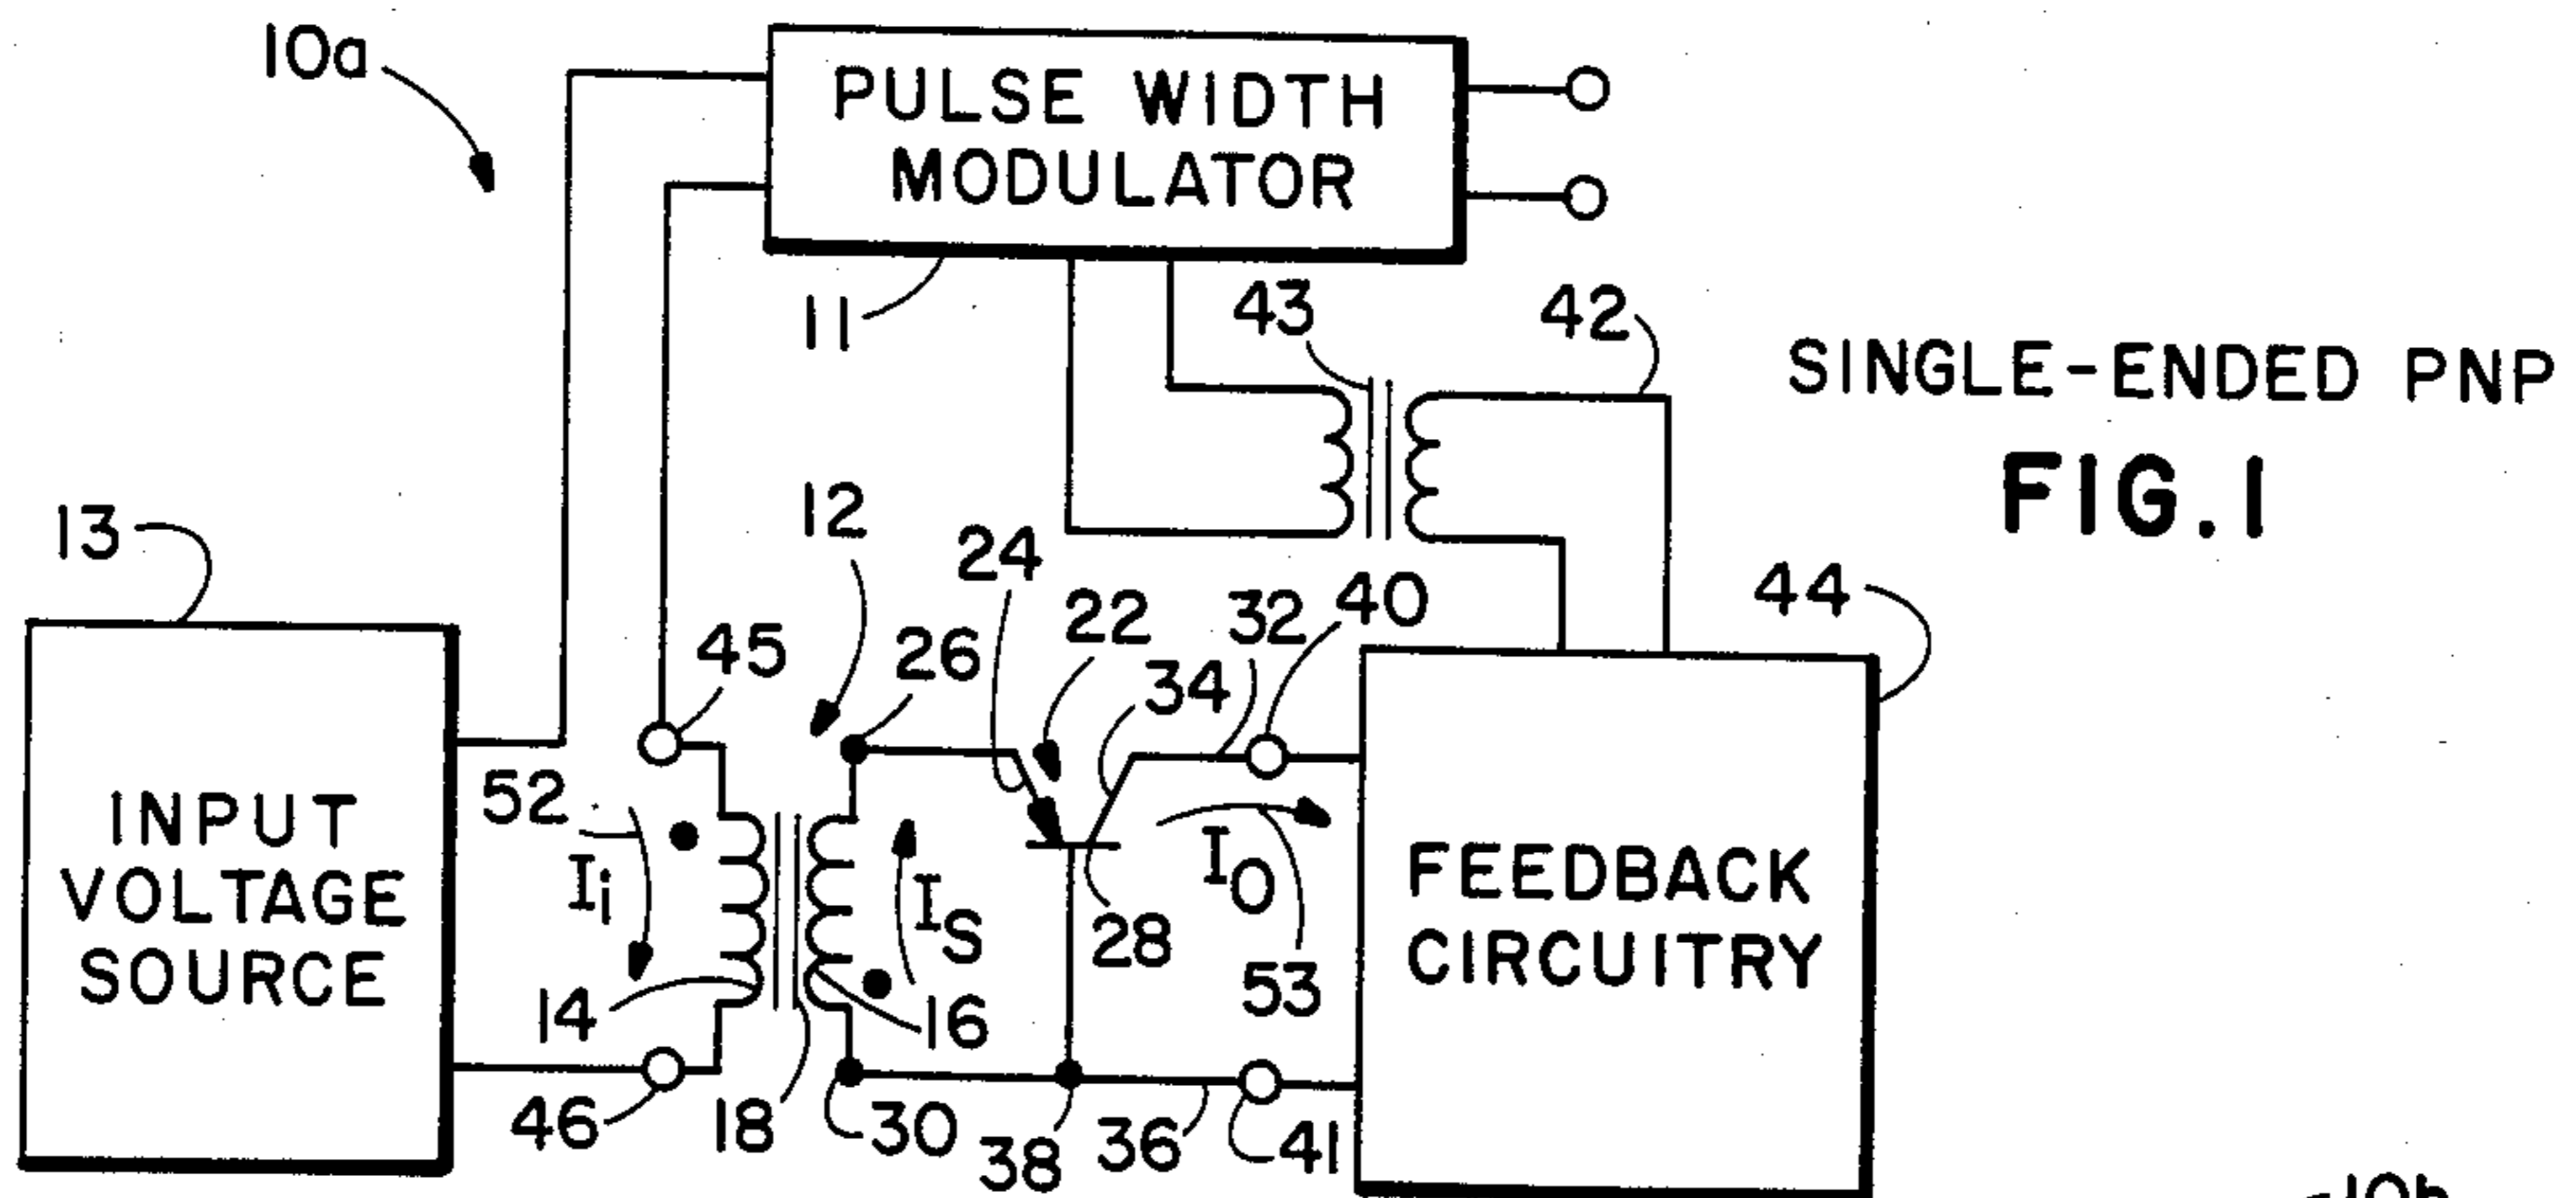 10a
PULSE WIDTH
MODULATOR
11
43
42
SINGLE-ENDED PNP
FIG.1
13
12
24
22
32
40
44
45
26
34
52
Ii
IS
IO
28
53
INPUT
VOLTAGE
SOURCE
FEEDBACK
CIRCUITRY
14
16
46
18
30
38
36
41
10b